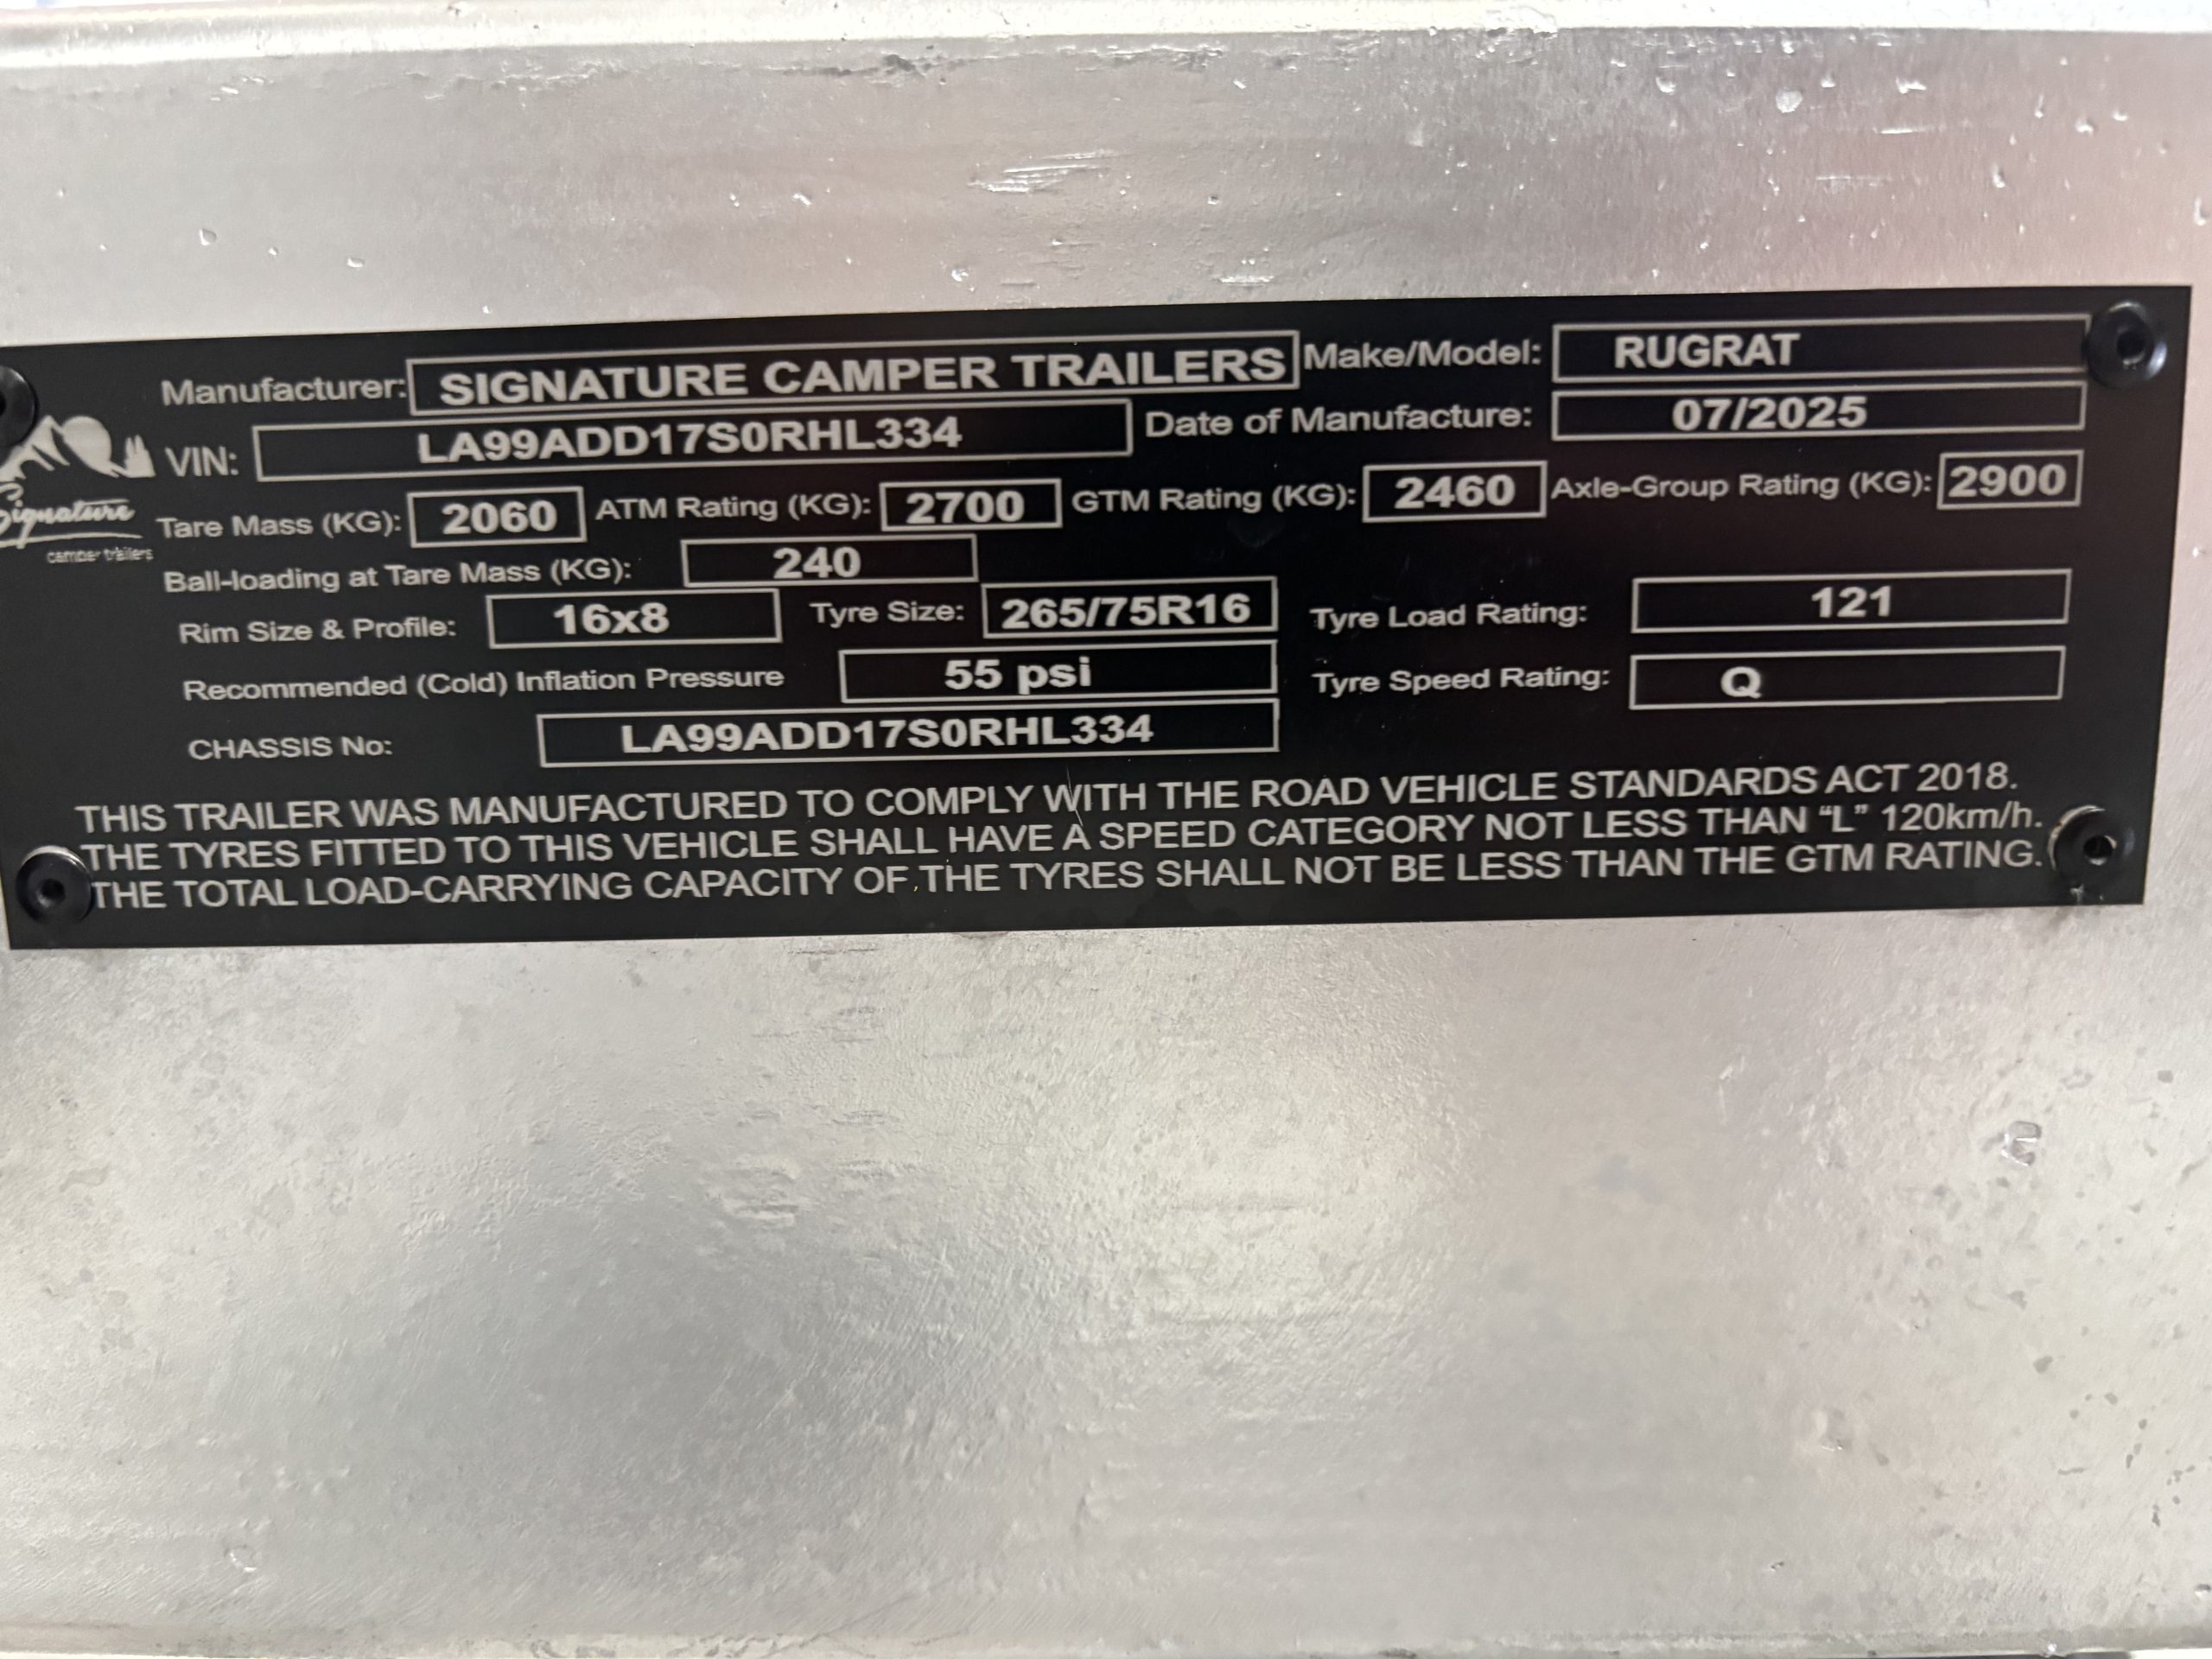 Manufacturer: SIGNATURE CAMPER TRAILERS Make/Model: RUGRAT
VIN: LA99ADD17S0RHL334 Date of Manufacture: 07/2025
Signature
camper trailers
Tare Mass (KG): 2060 ATM Rating (KG): 2700 GTM Rating (KG): 2460 Axle-Group Rating (KG): 2900
Ball-loading at Tare Mass (KG): 240
Rim Size & Profile: 16x8 Tyre Size: 265/75R16 Tyre Load Rating: 121
Recommended (Cold) Inflation Pressure 55 psi Tyre Speed Rating: Q
CHASSIS No: LA99ADD17S0RHL334
THIS TRAILER WAS MANUFACTURED TO COMPLY WITH THE ROAD VEHICLE STANDARDS ACT 2018.
THE TYRES FITTED TO THIS VEHICLE SHALL HAVE A SPEED CATEGORY NOT LESS THAN “L” 120km/h.
THE TOTAL LOAD-CARRYING CAPACITY OF THE TYRES SHALL NOT BE LESS THAN THE GTM RATING.